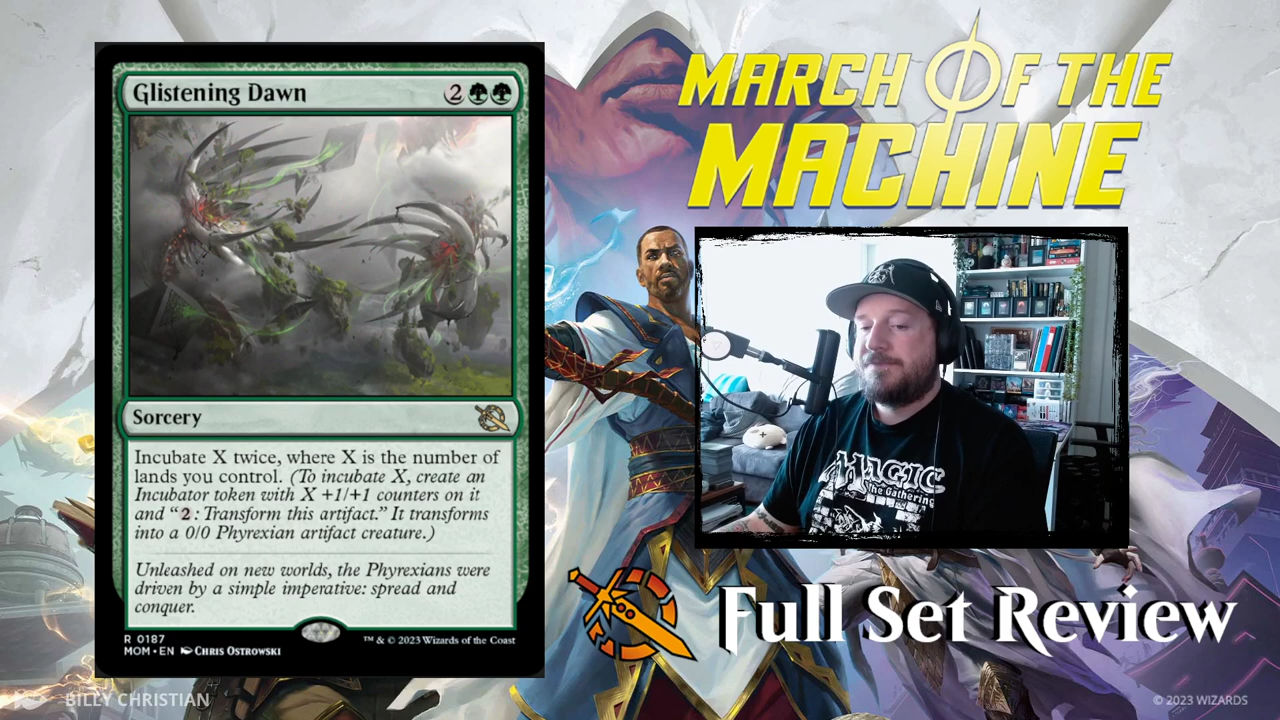 Glistening Dawn 2
Sorcery
Incubate X twice, where X is the number of
lands you control. (To incubate X, create an
Incubator token with X +1/+1 counters on it
and “2: Transform this artifact.” It transforms
into a 0/0 Phyrexian artifact creature.)
Unleashed on new worlds, the Phyrexians were
driven by a simple imperative: spread and
conquer.
R 0187
MOM • EN Chris Ostrowski
™ & © 2023 Wizards of the Coast
MARCH OF THE
MACHINE
MAGIC
The Gathering
Full Set Review
BILLY CHRISTIAN
© 2023 WIZARDS